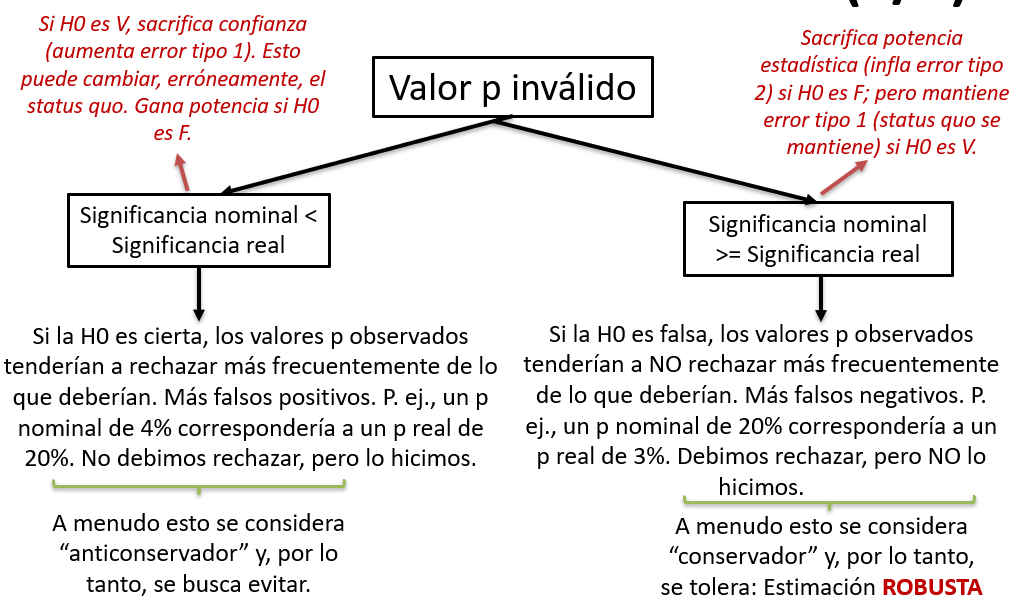 Si H0 es V, sacrifica confianza
(aumenta error tipo 1). Esto
puede cambiar, erróneamente, el
status quo. Gana potencia si H0
es F.
Valor p inválido
Sacrifica potencia
estadística (infla error tipo
2) si H0 es F; pero mantiene
error tipo 1 (status quo se
mantiene) si H0 es V.
Significancia nominal <
Significancia real
Significancia nominal
>= Significancia real
Si la H0 es cierta, los valores p observados
tenderían a rechazar más frecuentemente de lo
que deberían. Más falsos positivos. P. ej., un p
nominal de 4% correspondería a un p real de
20%. No debimos rechazar, pero lo hicimos.
Si la H0 es falsa, los valores p observados
tenderían a NO rechazar más frecuentemente
de lo que deberían. Más falsos negativos. P.
ej., un p nominal de 20% correspondería a un
p real de 3%. Debimos rechazar, pero NO lo
hicimos.
A menudo esto se considera
“anticonservador” y, por lo
tanto, se busca evitar.
A menudo esto se considera
“conservador” y, por lo tanto,
se tolera: Estimación ROBUSTA